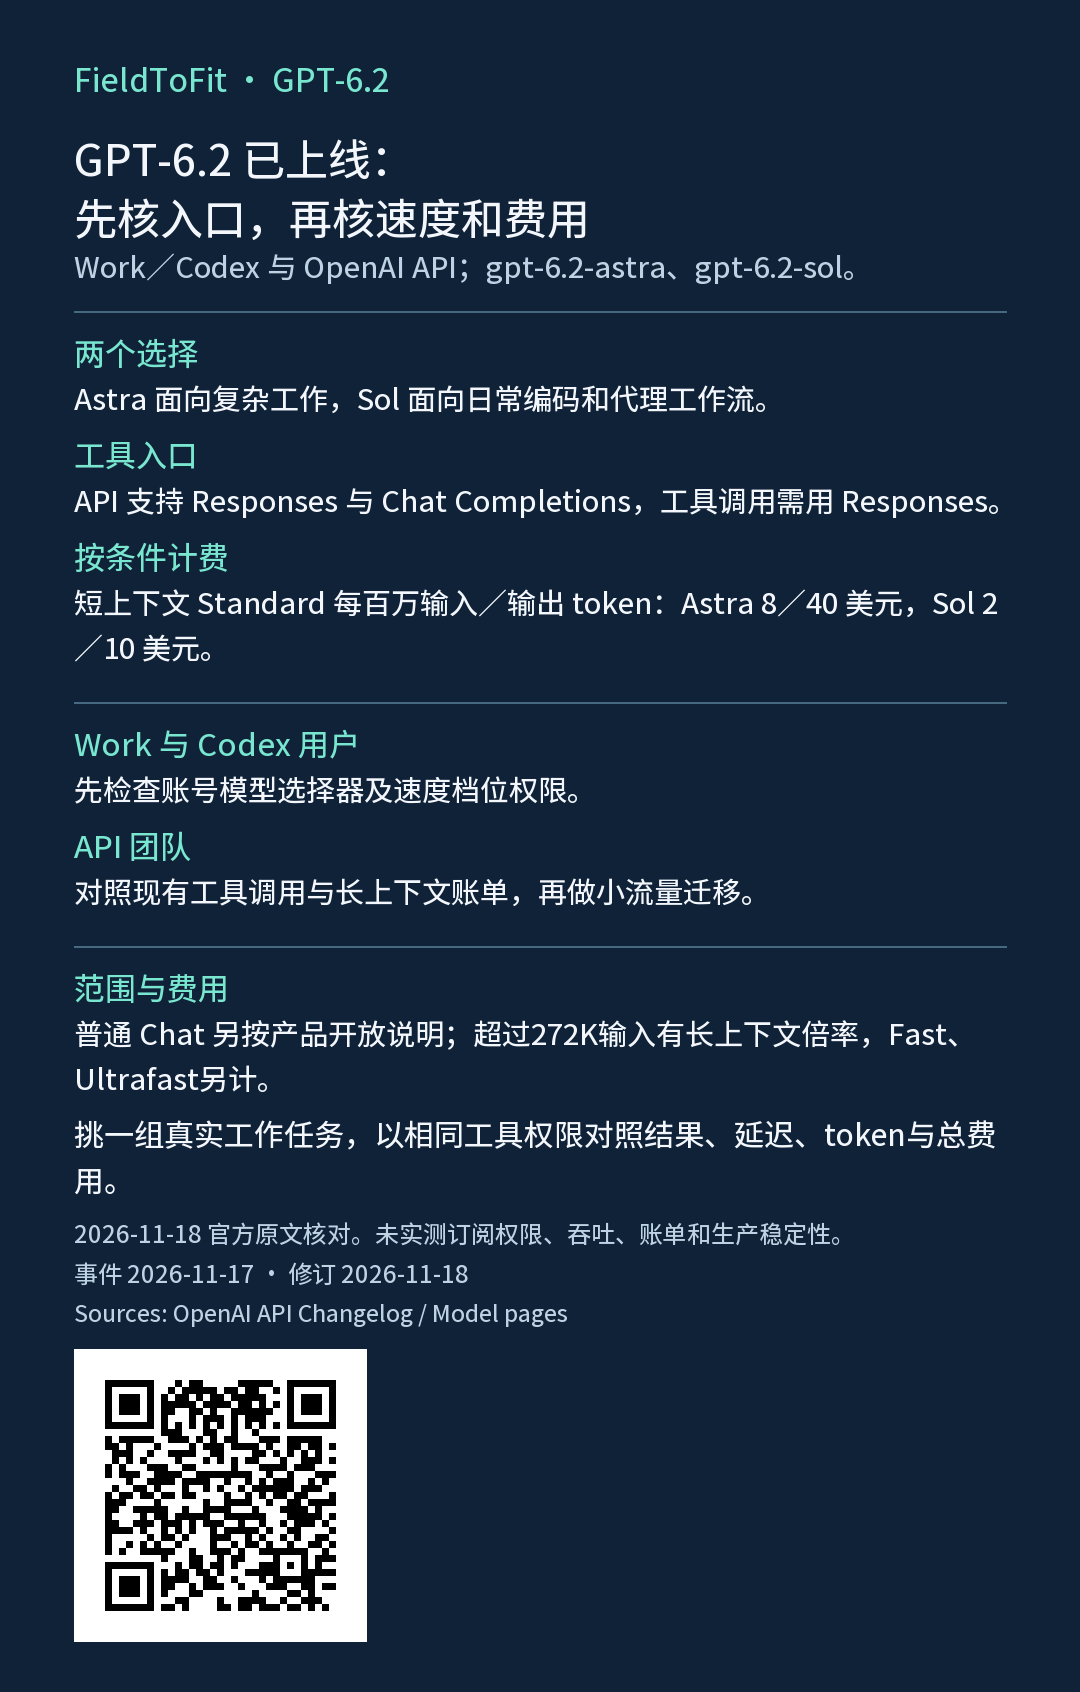 FieldToFit · GPT-6.2
GPT-6.2 已上线：
先核入口，再核速度和费用
Work／Codex 与 OpenAI API；gpt-6.2-astra、gpt-6.2-sol。
两个选择
Astra 面向复杂工作，Sol 面向日常编码和代理工作流。
工具入口
API 支持 Responses 与 Chat Completions，工具调用需用 Responses。
按条件计费
短上下文 Standard 每百万输入／输出 token：Astra 8／40 美元，Sol 2
／10 美元。
Work 与 Codex 用户
先检查账号模型选择器及速度档位权限。
API 团队
对照现有工具调用与长上下文账单，再做小流量迁移。
范围与费用
普通 Chat 另按产品开放说明；超过272K输入有长上下文倍率，Fast、
Ultrafast另计。
挑一组真实工作任务，以相同工具权限对照结果、延迟、token与总费
用。
2026-11-18 官方原文核对。未实测订阅权限、吞吐、账单和生产稳定性。
事件 2026-11-17 · 修订 2026-11-18
Sources: OpenAI API Changelog / Model pages